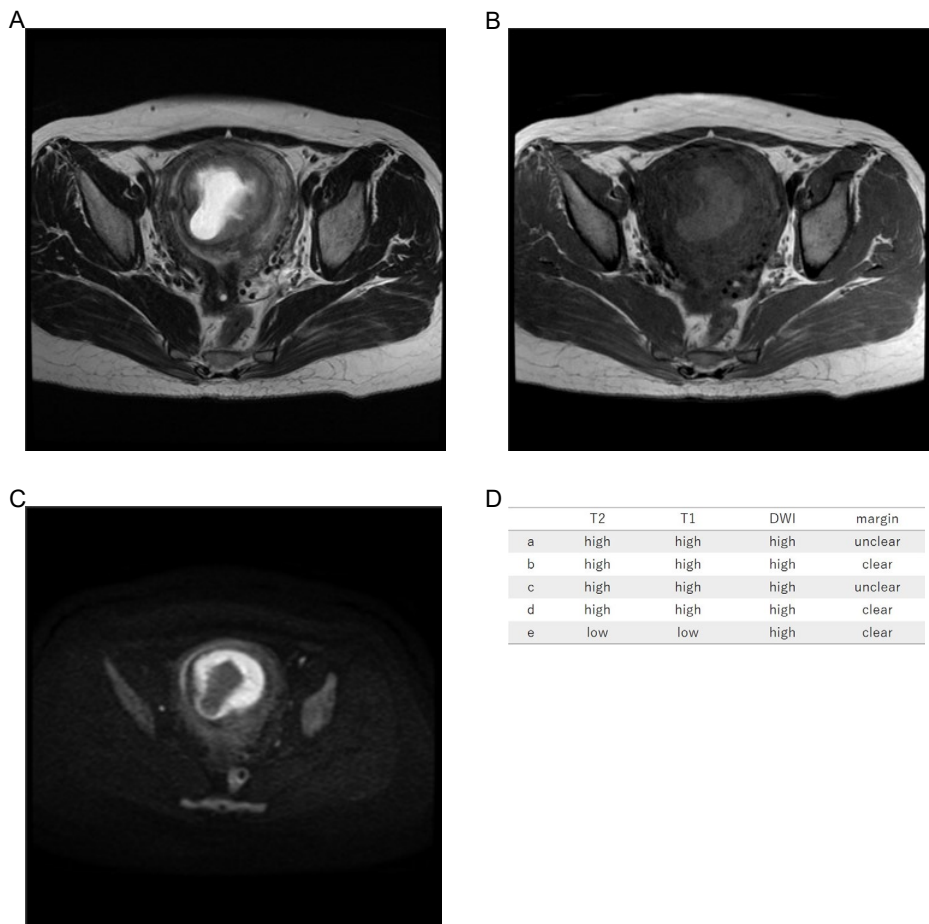 A
B
C
D
T2 T1 DWI margin
a high high high unclear
b high high high clear
c high high high unclear
d high high high clear
e low low high clear